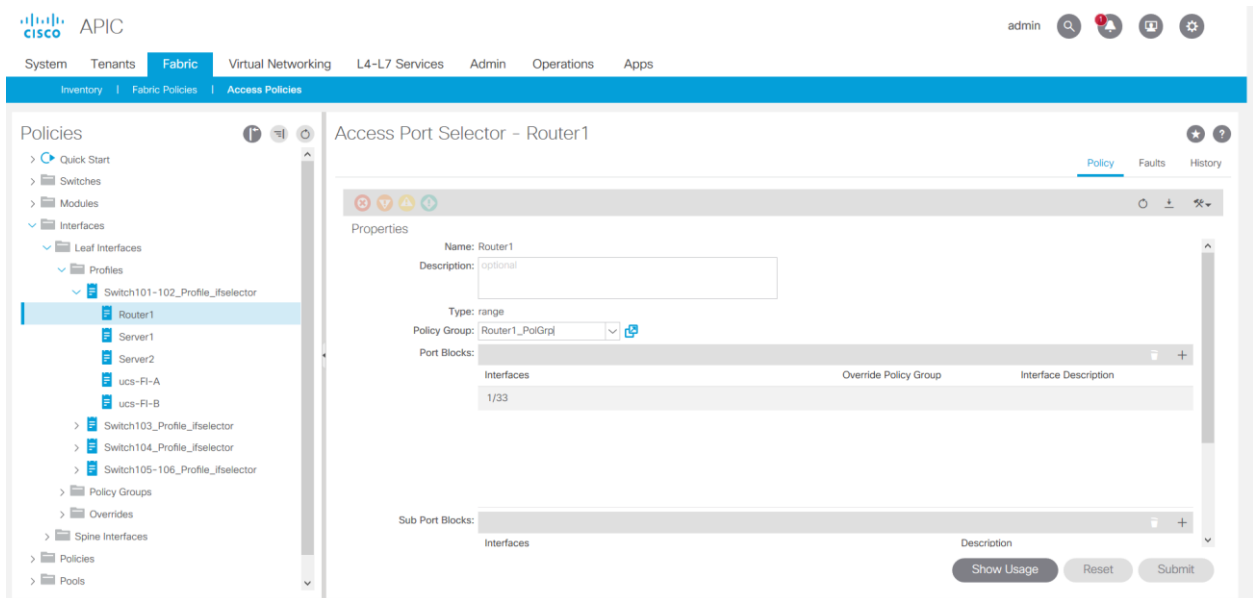 cisco APIC
admin
1
System Tenants Fabric Virtual Networking L4-L7 Services Admin Operations Apps
Inventory | Fabric Policies | Access Policies
Policies
Quick Start
Switches
Modules
Interfaces
Leaf Interfaces
Profiles
Switch101-102_Profile_ifselector
Router1
Server1
Server2
ucs-FI-A
ucs-FI-B
Switch103_Profile_ifselector
Switch104_Profile_ifselector
Switch105-106_Profile_ifselector
Policy Groups
Overrides
Spine Interfaces
Policies
Pools
Access Port Selector - Router1
Policy Faults History
Properties
Name: Router1
Description: optional
Type: range
Policy Group: Router1_PolGrp
Port Blocks:
Interfaces Override Policy Group Interface Description
1/33
Sub Port Blocks:
Interfaces Description
Show Usage Reset Submit